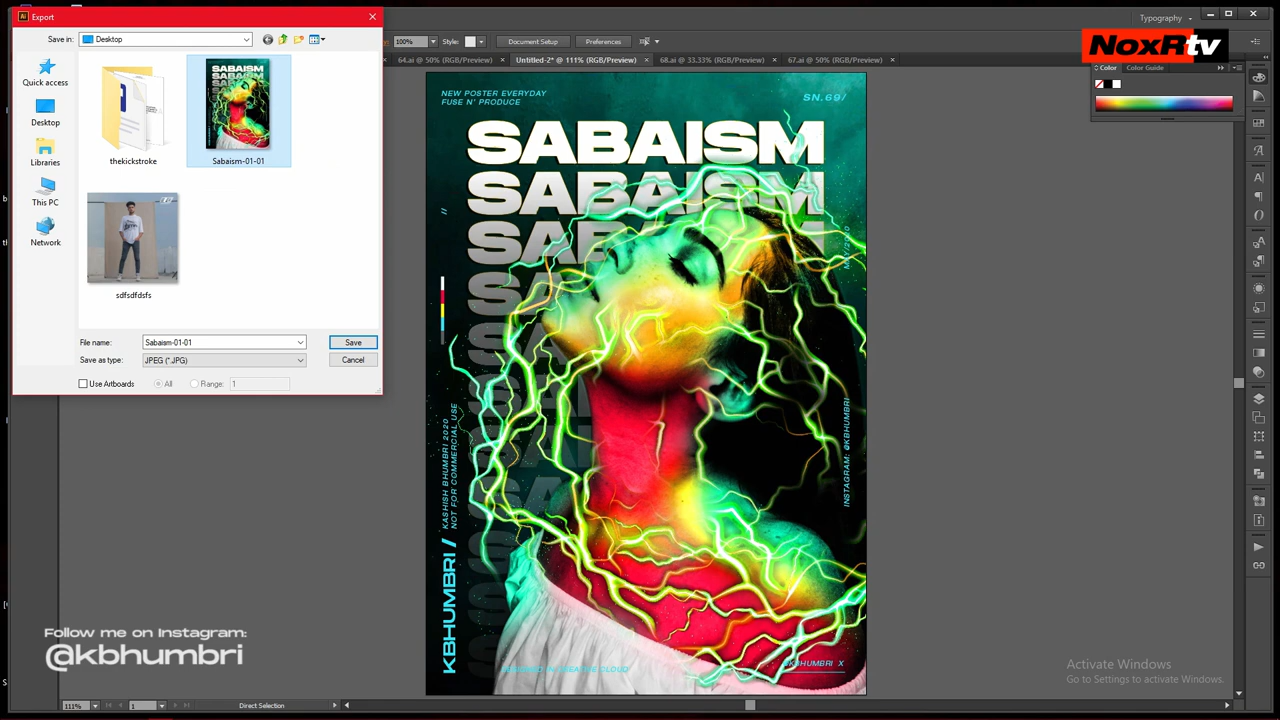 Export
Save in:
Desktop
Quick access
Desktop
Libraries
This PC
Network
thekickstroke
Sabaism-01-01
sdfsdfdsfs
File name:
Sabaism-01-01
Save
Save as type:
JPEG (*.JPG)
Cancel
Use Artboards
All
Range:
1
100%
Style:
Document Setup
Preferences
Typography
64.ai @ 50% (RGB/Preview)
Untitled-2* @ 111% (RGB/Preview)
68.ai @ 33.33% (RGB/Preview)
67.ai @ 50% (RGB/Preview)
NoxRtv
Color
Color Guide
NEW POSTER EVERYDAY
FUSE N' PRODUCE
SN.69/
SABAISM
SABAISM
SABAISM
//
MAY/2020
KASHISH BHUMBRI 2020
NOT FOR COMMERCIAL USE
KBHUMBRI /
INSTAGRAM: @KBHUMBRI
@KBHUMBRI X
Follow me on Instagram:
@kbhumbri
Activate Windows
Go to Settings to activate Windows.
111%
1
Direct Selection